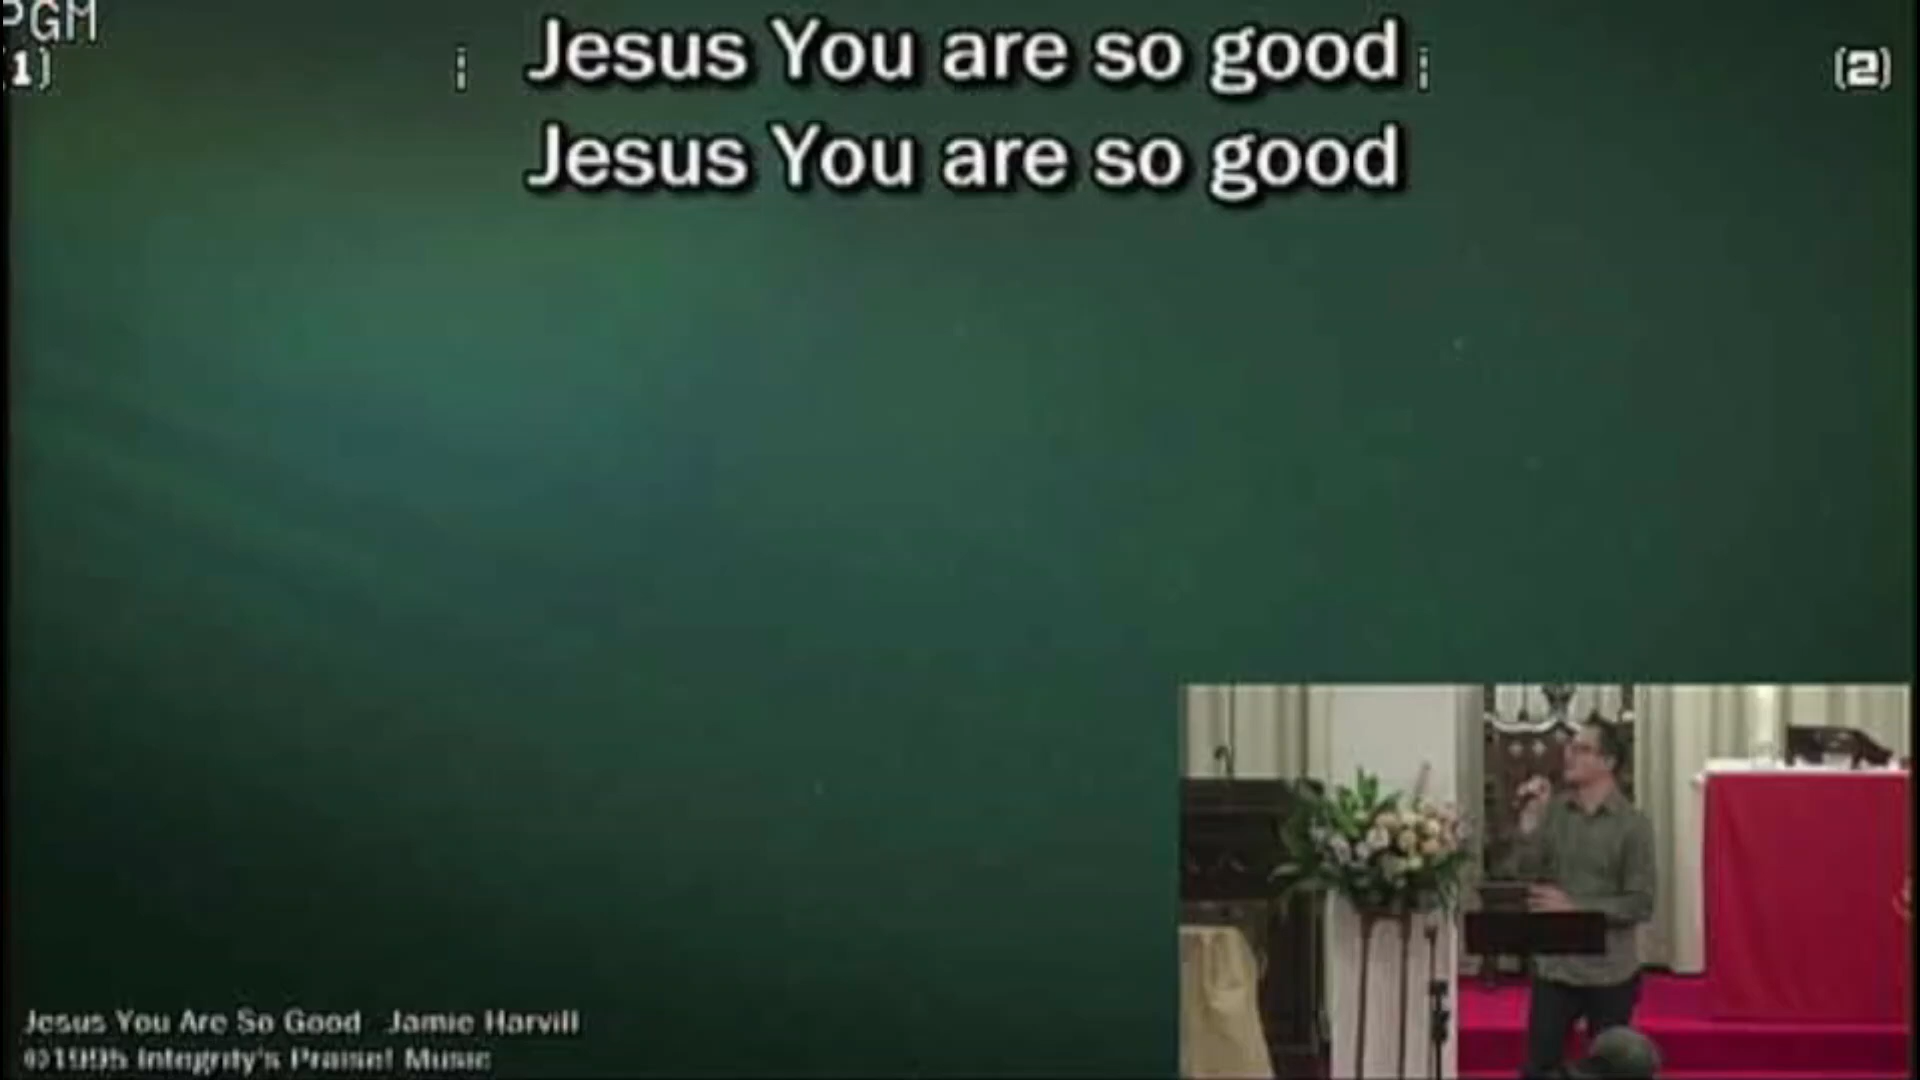 PGM
1)
Jesus You are so good
(2)
Jesus You are so good
Jesus You Are So Good Jamie Harvill
©1995 Integrity's Praise! Music